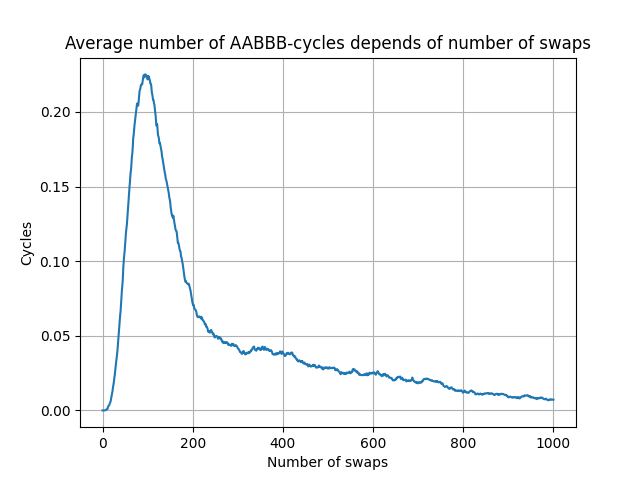 Average number of AABBB-cycles depends of number of swaps
Cycles
0.20
0.15
0.10
0.05
0.00
0 200 400 600 800 1000
Number of swaps